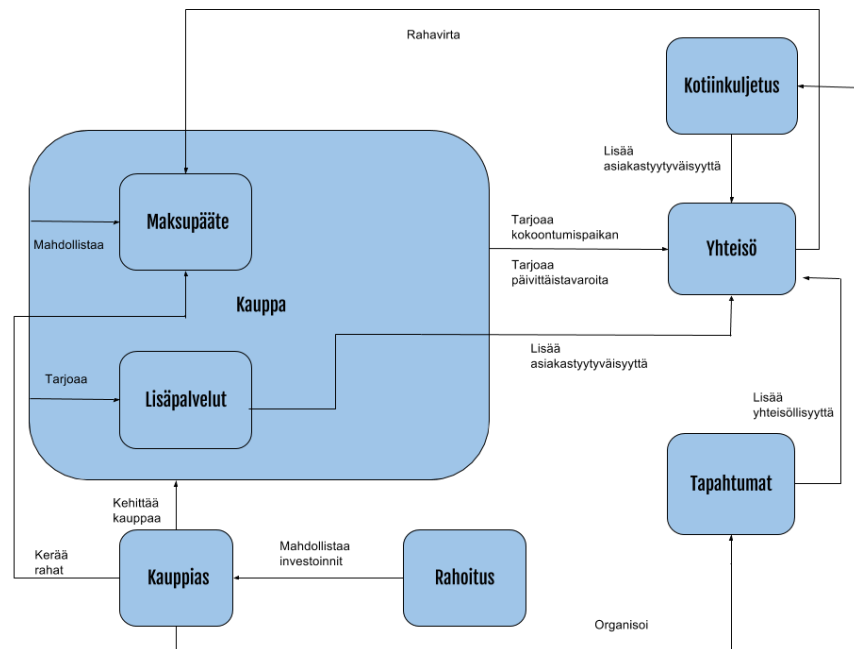 Rahavirta
Kotiinkuljetus
Lisää
asiakastyytyväisyyttä
Maksupääte
Mahdollistaa
Tarjoaa
kokoontumispaikan
Yhteisö
Tarjoaa
päivittäistavaroita
Kauppa
Lisää
asiakastyytyväisyyttä
Tarjoaa
Lisäpalvelut
Lisää
yhteisöllisyyttä
Tapahtumat
Kehittää
kauppaa
Kerää
rahat
Kauppias
Mahdollistaa
investoinnit
Rahoitus
Organisoi